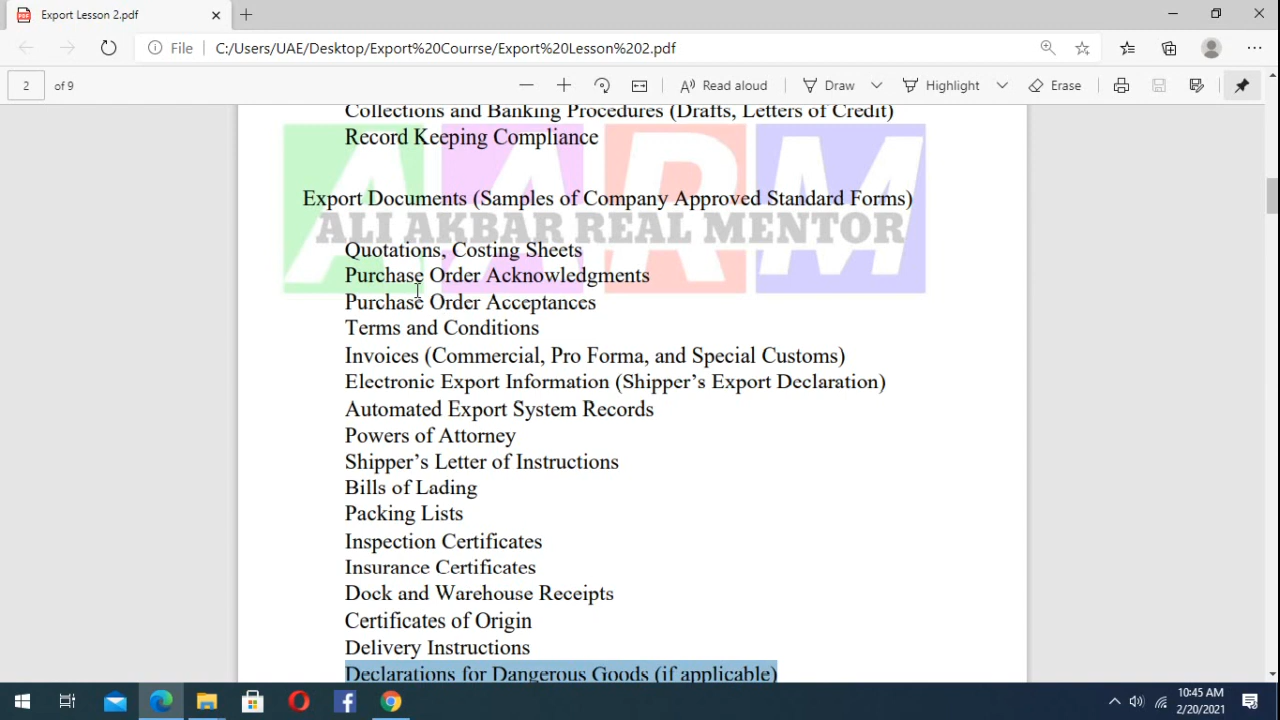 Export Lesson 2.pdf
File
C:/Users/UAE/Desktop/Export%20Courrse/Export%20Lesson%202.pdf
2 of 9
Read aloud
Draw
Highlight
Erase
Collections and Banking Procedures (Drafts, Letters of Credit)
Record Keeping Compliance
AARM
Export Documents (Samples of Company Approved Standard Forms)
ALI AKBAR REAL MENTOR
Quotations, Costing Sheets
Purchase Order Acknowledgments
Purchase Order Acceptances
Terms and Conditions
Invoices (Commercial, Pro Forma, and Special Customs)
Electronic Export Information (Shipper’s Export Declaration)
Automated Export System Records
Powers of Attorney
Shipper’s Letter of Instructions
Bills of Lading
Packing Lists
Inspection Certificates
Insurance Certificates
Dock and Warehouse Receipts
Certificates of Origin
Delivery Instructions
Declarations for Dangerous Goods (if applicable)
10:45 AM
2/20/2021